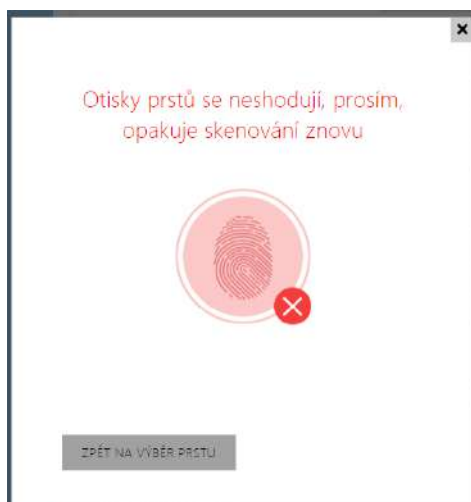 Otisky prstů se neshodují, prosím,
opakuje skenování znovu
ZPĚT NA VÝBĚR PRSTU